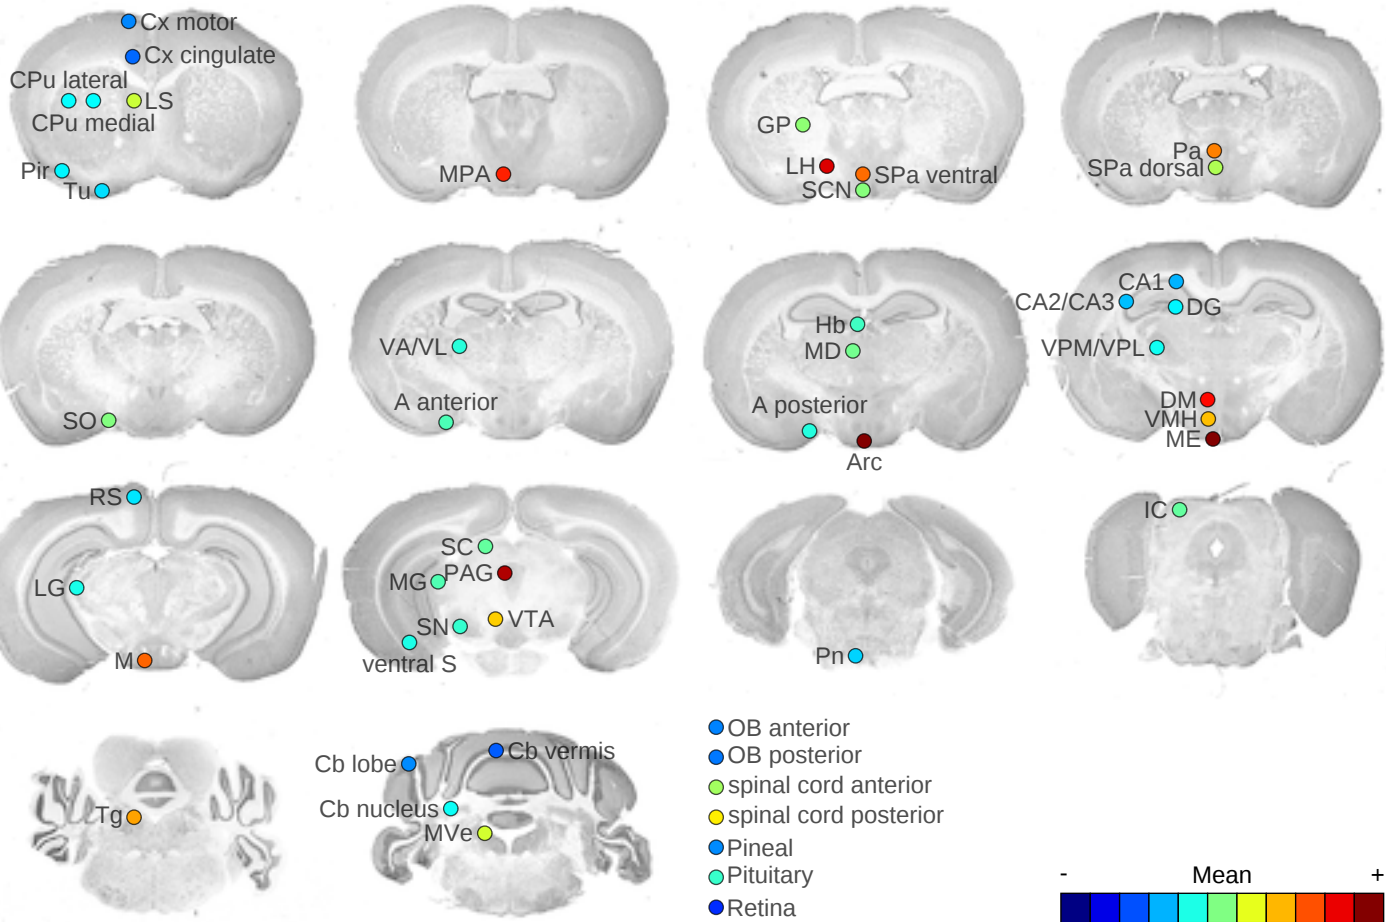 Cx motor
Cx cingulate
CPu lateral
LS
CPu medial
Pir
Tu
MPA
GP
LH
SPa ventral
SCN
Pa
SPa dorsal
SO
VA/VL
A anterior
Hb
MD
A posterior
Arc
CA1
CA2/CA3
DG
VPM/VPL
DM
VMH
ME
RS
LG
M
SC
PAG
MG
VTA
SN
ventral S
Pn
IC
Tg
Cb vermis
Cb lobe
Cb nucleus
MVe
OB anterior
OB posterior
spinal cord anterior
spinal cord posterior
Pineal
Pituitary
Retina
- Mean +